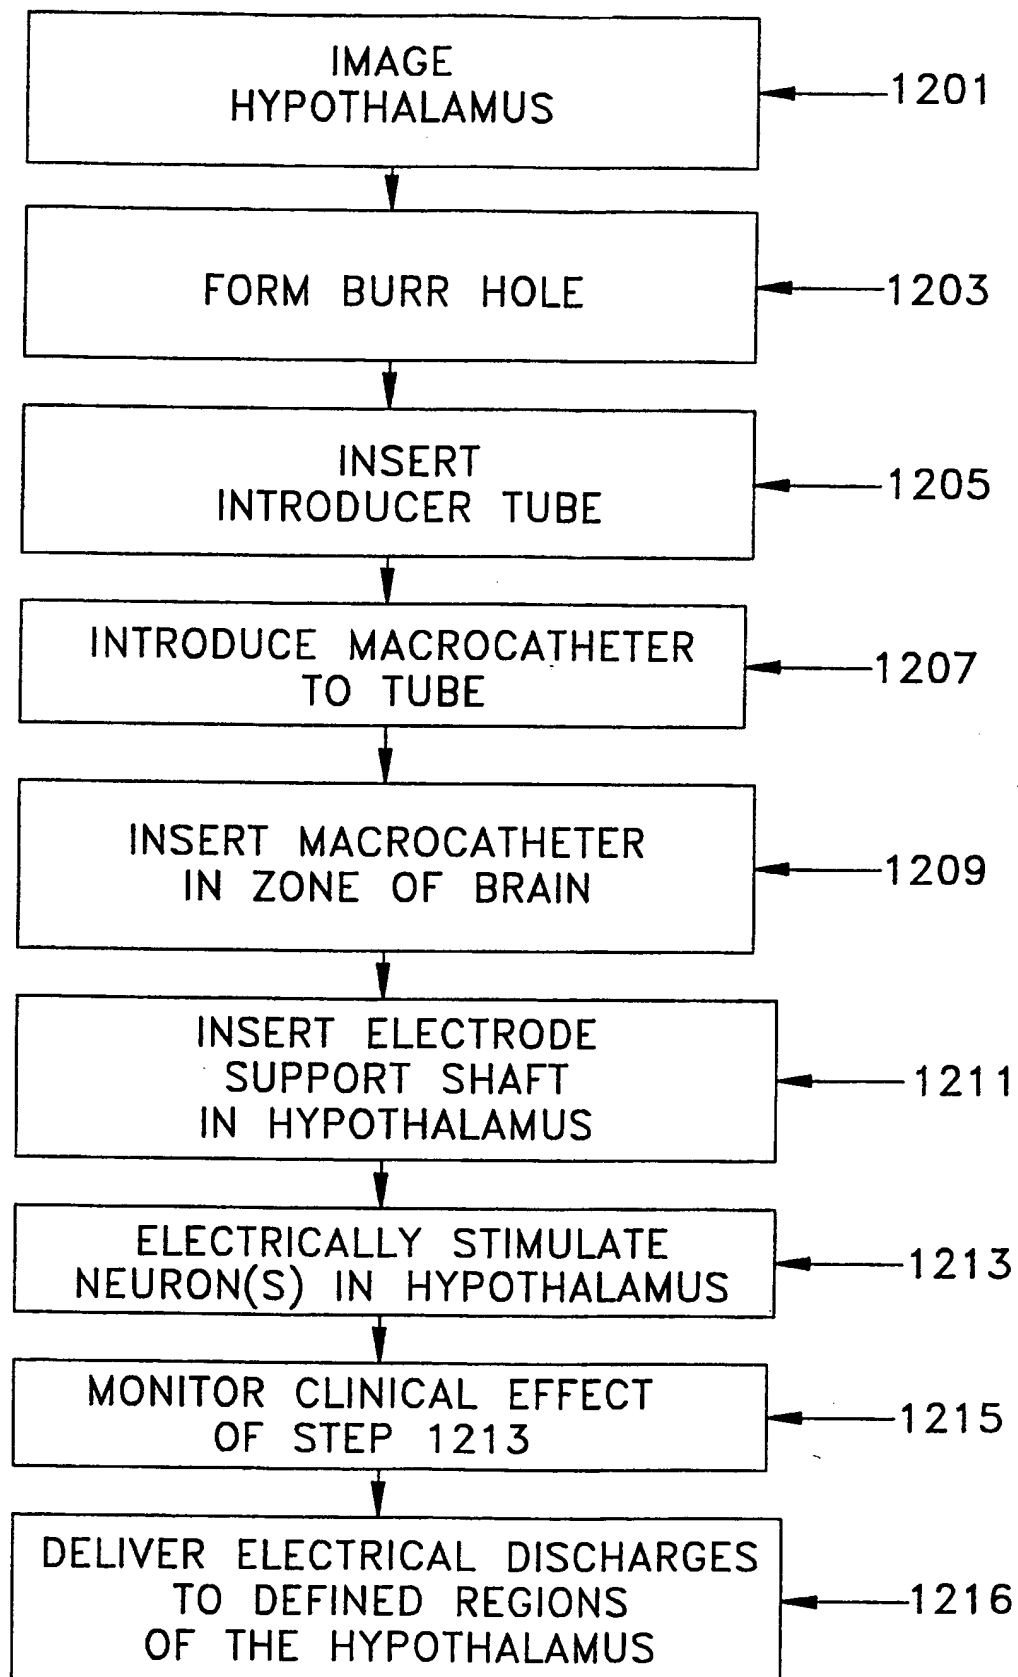 IMAGE
HYPOTHALAMUS
1201
FORM BURR HOLE
1203
INSERT
INTRODUCER TUBE
1205
INTRODUCE MACROCATHETER
TO TUBE
1207
INSERT MACROCATHETER
IN ZONE OF BRAIN
1209
INSERT ELECTRODE
SUPPORT SHAFT
IN HYPOTHALAMUS
1211
ELECTRICALLY STIMULATE
NEURON(S) IN HYPOTHALAMUS
1213
MONITOR CLINICAL EFFECT
OF STEP 1213
1215
DELIVER ELECTRICAL DISCHARGES
TO DEFINED REGIONS
OF THE HYPOTHALAMUS
1216